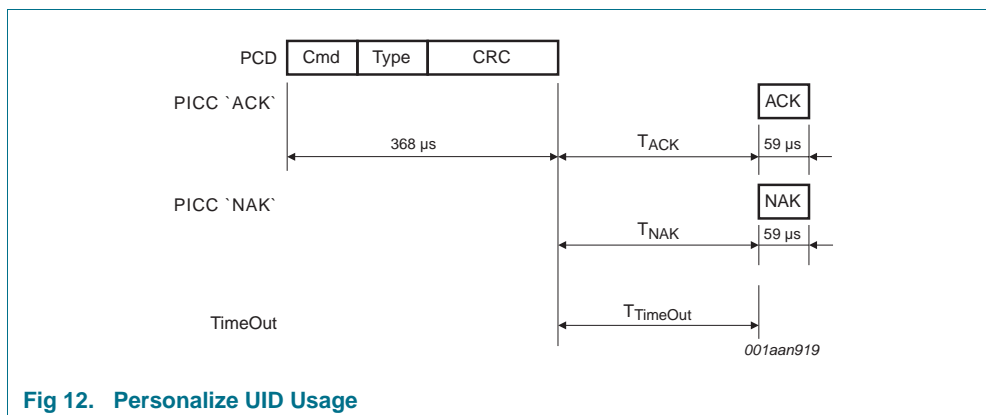 PCD Cmd Type CRC
PICC `ACK` ACK
368 µs TACK 59 µs
PICC `NAK` NAK
TNAK 59 µs
TimeOut TTimeOut
001aan919
Fig 12. Personalize UID Usage